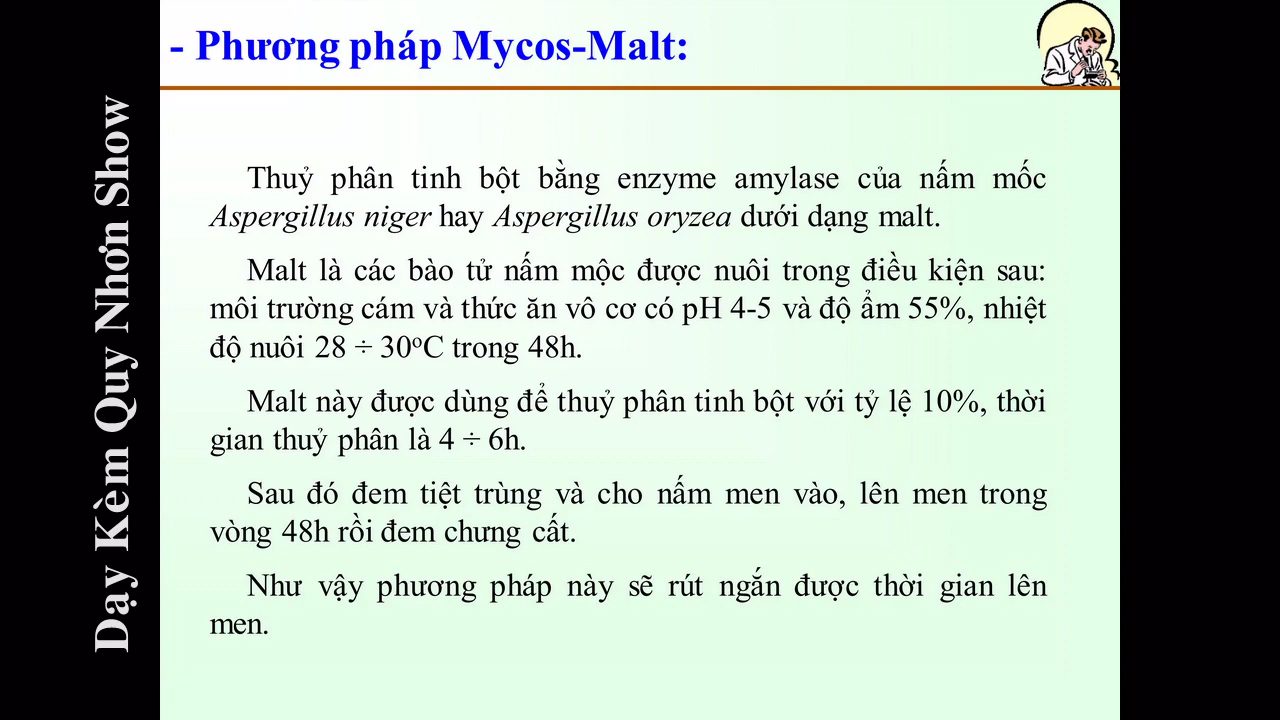 - Phương pháp Mycos-Malt:
Thuỷ phân tinh bột bằng enzyme amylase của nấm mốc
Aspergillus niger hay Aspergillus oryzea dưới dạng malt.
Malt là các bào tử nấm mộc được nuôi trong điều kiện sau:
môi trường cám và thức ăn vô cơ có pH 4-5 và độ ẩm 55%, nhiệt
độ nuôi 28 ÷ 30ᵒC trong 48h.
Malt này được dùng để thuỷ phân tinh bột với tỷ lệ 10%, thời
gian thuỷ phân là 4 ÷ 6h.
Sau đó đem tiệt trùng và cho nấm men vào, lên men trong
vòng 48h rồi đem chưng cất.
Như vậy phương pháp này sẽ rút ngắn được thời gian lên
men.
Dạy Kèm Quy Nhơn Show